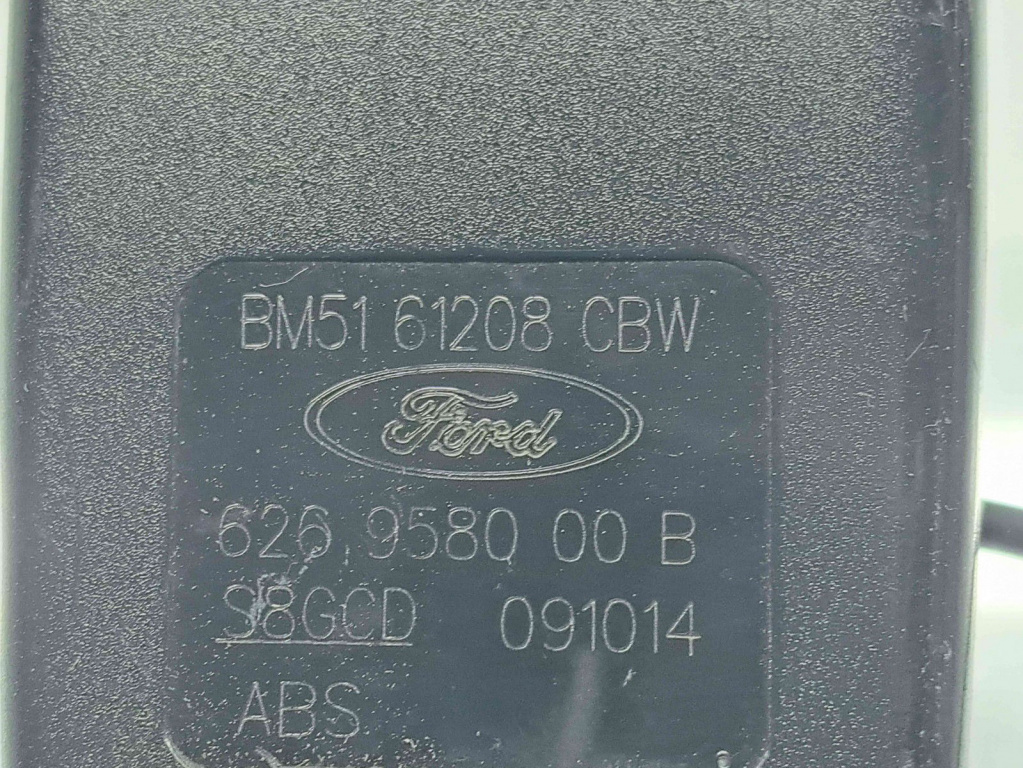 BM51 61208 CBW
Ford
626 9580 00 B
S8GCD 091014
ABS